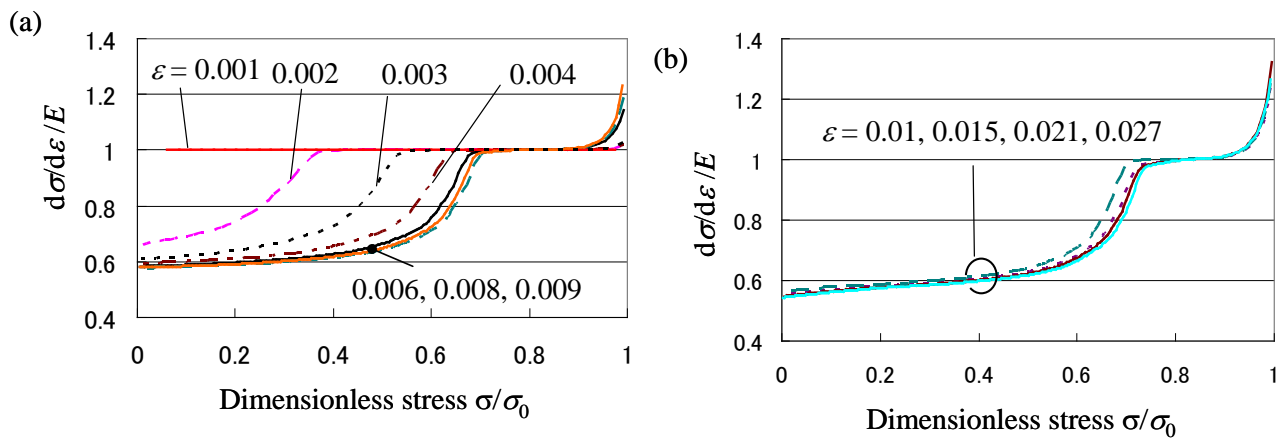 (a)
1.4
1.2
1
0.8
0.6
0.4
dσ/dε/E
ε = 0.001
0.002
0.003
0.004
0.006, 0.008, 0.009
0 0.2 0.4 0.6 0.8 1
Dimensionless stress σ/σ₀
(b)
1.4
1.2
1
0.8
0.6
0.4
dσ/dε/E
ε = 0.01, 0.015, 0.021, 0.027
0 0.2 0.4 0.6 0.8 1
Dimensionless stress σ/σ₀